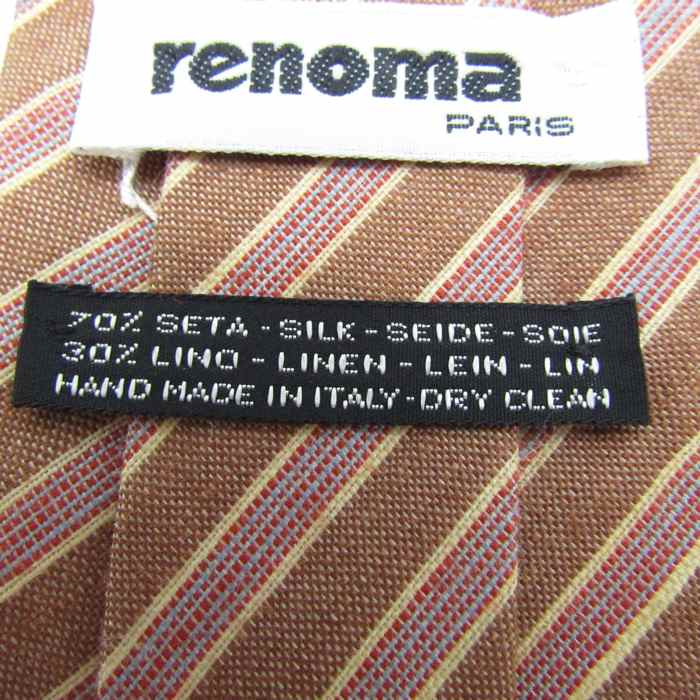 renoma
PARIS
70% SETA - SILK - SEIDE - SOIE
30% LINO - LINEN - LEIN - LIN
HAND MADE IN ITALY - DRY CLEAN